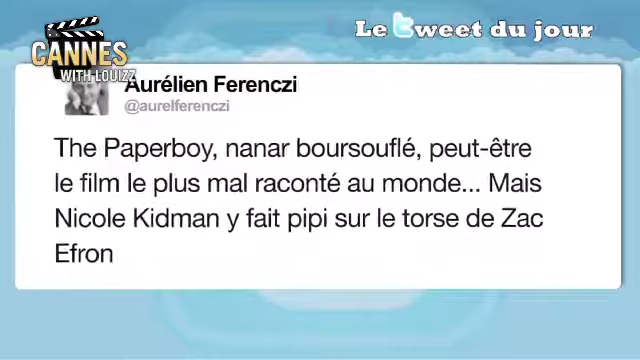 CANNES
WITH LOUIZZ
Le tweet du jour
Aurélien Ferenczi
@aurelferenczi
The Paperboy, nanar boursouflé, peut-être
le film le plus mal raconté au monde... Mais
Nicole Kidman y fait pipi sur le torse de Zac
Efron